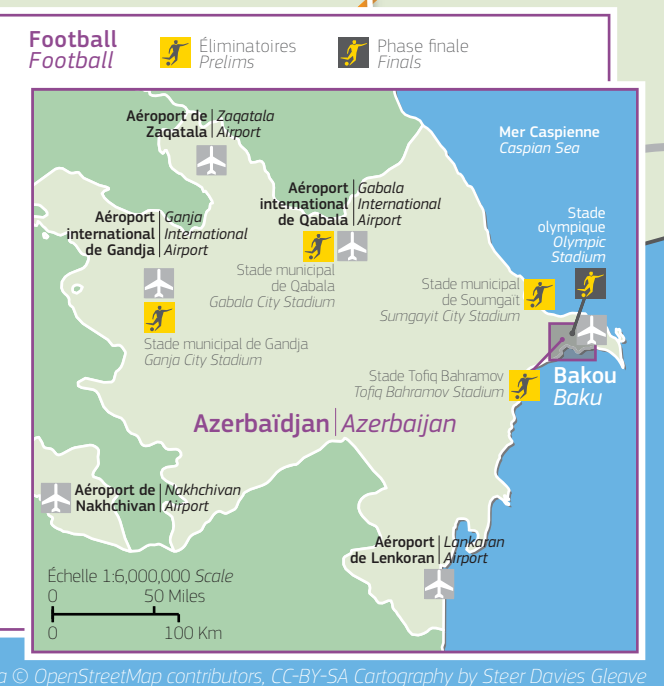 Football
Football
Éliminatoires
Prelims
Phase finale
Finals
Aéroport de | Zaqatala
Zaqatala | Airport
Mer Caspienne
Caspian Sea
Aéroport | Gabala
international | International
de Qabala | Airport
Aéroport | Ganja
international | International
de Gandja | Airport
Stade
olympique
Olympic
Stadium
Stade municipal
de Qabala
Gabala City Stadium
Stade municipal
de Soumgaït
Sumgayit City Stadium
Stade municipal de Gandja
Ganja City Stadium
Stade Tofiq Bahramov
Tofiq Bahramov Stadium
Bakou
Baku
Azerbaïdjan | Azerbaijan
Aéroport de | Nakhchivan
Nakhchivan | Airport
Aéroport | Lankaran
de Lenkoran | Airport
Échelle 1:6,000,000 Scale
0 50 Miles
0 100 Km
a © OpenStreetMap contributors, CC-BY-SA Cartography by Steer Davies Gleave